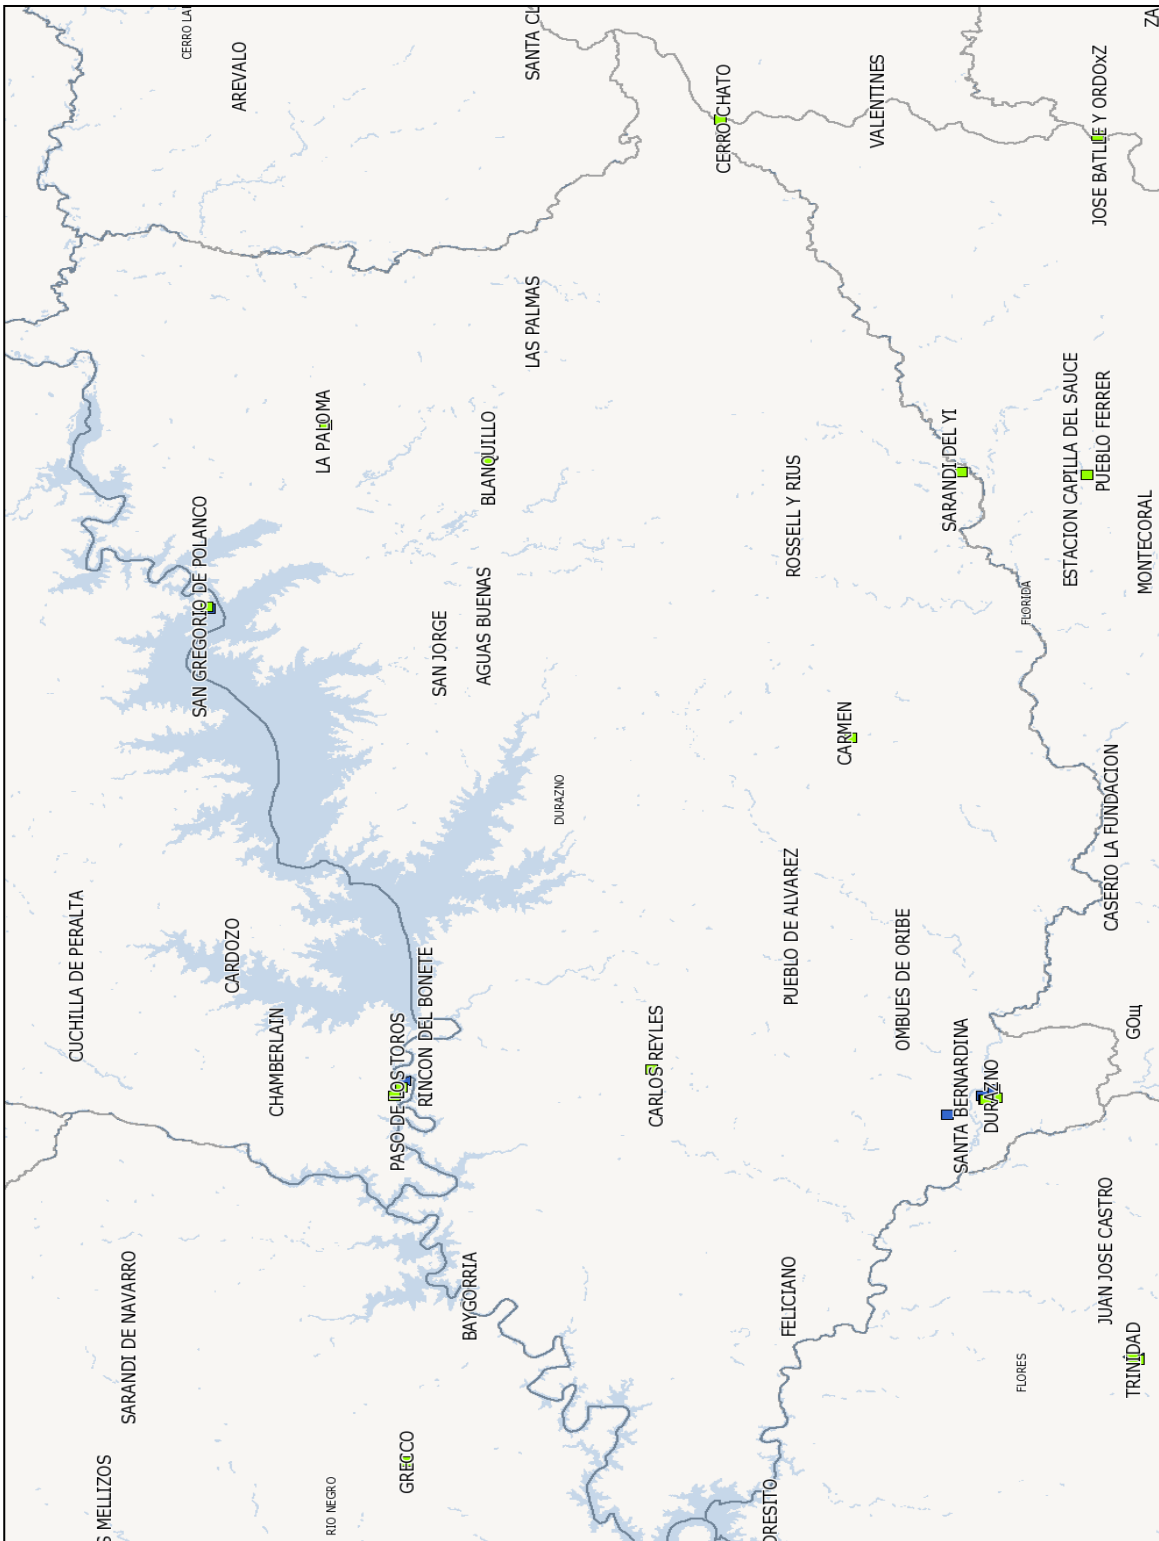 CERRO LAR
AREVALO
SANTA CL
CERRO CHATO
VALENTINES
JOSE BATLLE Y ORDOxZ
ZA
LAS PALMAS
LA PALOMA
BLANQUILLO
ROSSELL Y RIUS
SARANDI DEL YI
ESTACION CAPILLA DEL SAUCE
PUEBLO FERRER
MONTECORAL
SAN GREGORIO DE POLANCO
SAN JORGE
AGUAS BUENAS
FLORIDA
CARMEN
DURAZNO
CASERIO LA FUNDACION
CUCHILLA DE PERALTA
CARDOZO
PUEBLO DE ALVAREZ
OMBUES DE ORIBE
CHAMBERLAIN
PASO DE LOS TOROS
RINCON DEL BONETE
CARLOS REYLES
SANTA BERNARDINA
DURAZNO
GOщ
SARANDI DE NAVARRO
BAYGORRIA
FELICIANO
JUAN JOSE CASTRO
FLORES
TRINIDAD
S MELLIZOS
RIO NEGRO
GRECCO
ORESITO